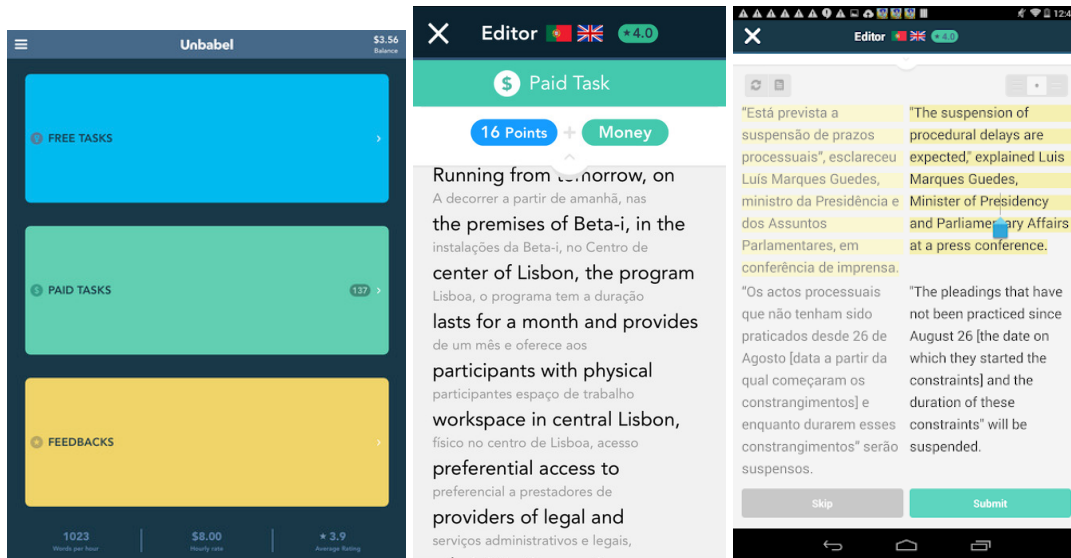 Unbabel
$3.56
Balance
FREE TASKS
PAID TASKS
137
FEEDBACKS
1023
Words per hour
$8.00
Hourly rate
★ 3.9
Average Rating
Editor ★4.0
$ Paid Task
16 Points + Money
Running from tomorrow, on
A decorrer a partir de amanhã, nas
the premises of Beta-i, in the
instalações da Beta-i, no Centro de
center of Lisbon, the program
Lisboa, o programa tem a duração
lasts for a month and provides
de um mês e oferece aos
participants with physical
participantes espaço de trabalho
workspace in central Lisbon,
físico no centro de Lisboa, acesso
preferential access to
preferencial a prestadores de
providers of legal and
serviços administrativos e legais,
12:4
Editor ★4.0
"Está prevista a
suspensão de prazos
processuais", esclareceu
Luís Marques Guedes,
ministro da Presidência e
dos Assuntos
Parlamentares, em
conferência de imprensa.
"The suspension of
procedural delays are
expected," explained Luis
Marques Guedes,
Minister of Presidency
and Parliamentary Affairs
at a press conference.
"Os actos processuais
que não tenham sido
praticados desde 26 de
Agosto [data a partir da
qual começaram os
constrangimentos] e
enquanto durarem esses
constrangimentos" serão
suspensos.
"The pleadings that have
not been practiced since
August 26 [the date on
which they started the
constraints] and the
duration of these
constraints" will be
suspended.
Skip
Submit